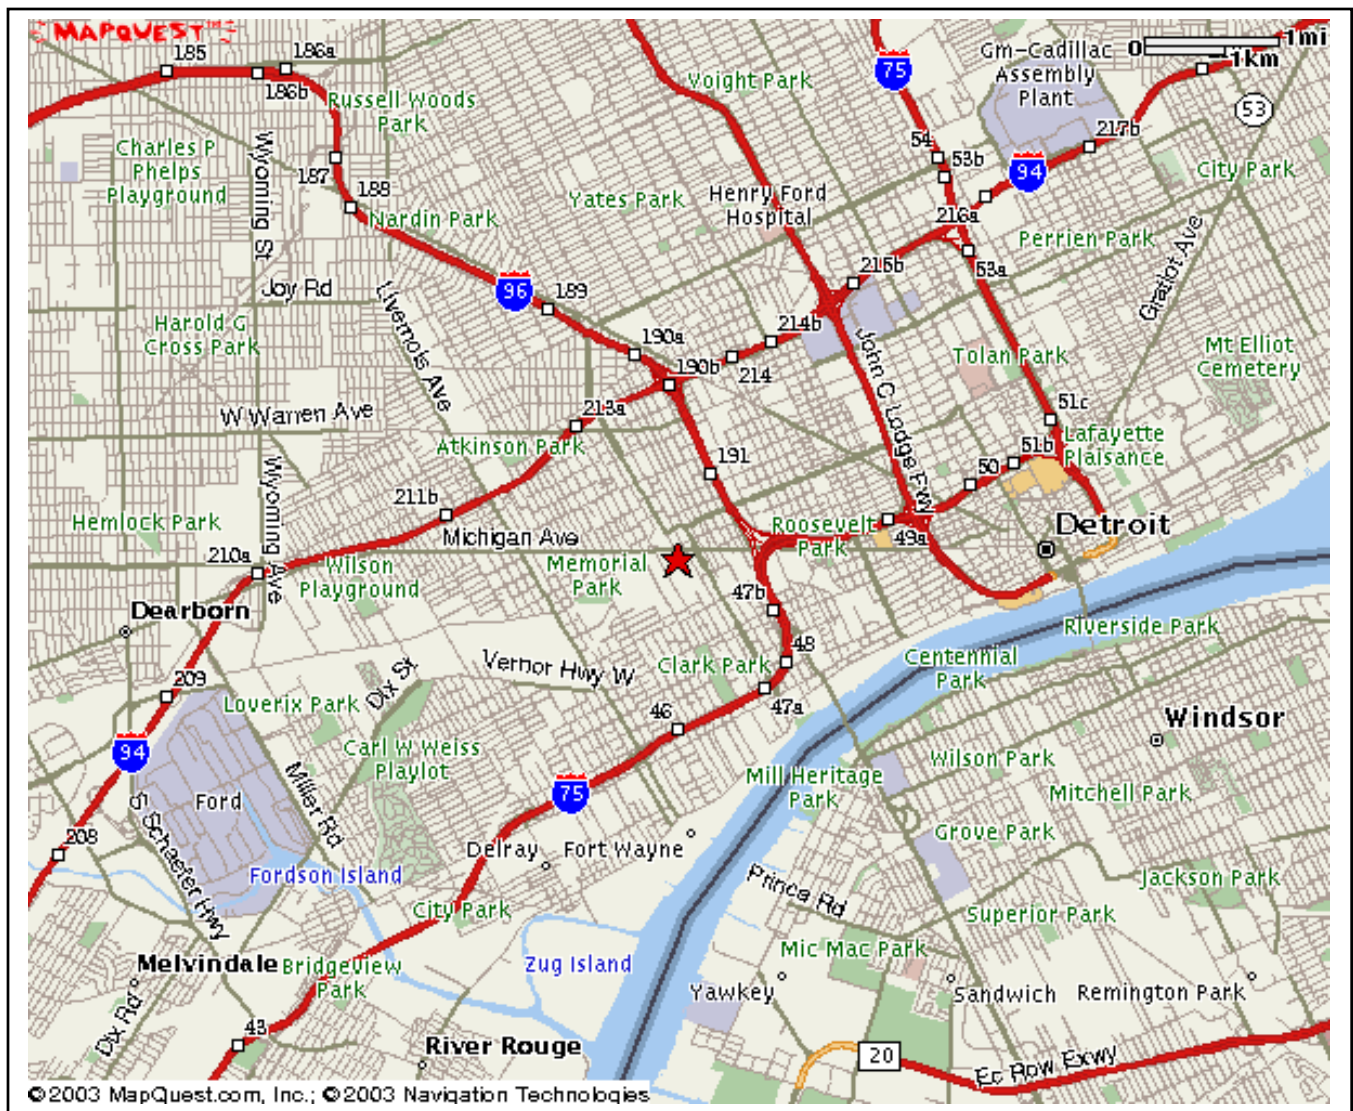 MAPQUEST
185
186a
186b
Russell Woods
Park
Voight Park
75
Gm-Cadillac
Assembly
Plant
0
1mi
1km
53
217b
54
53b
94
City Park
Charles P
Phelps
Playground
Wyoming St
187
188
Nardin Park
Yates Park
Henry Ford
Hospital
216a
Perrien Park
Gratiot Ave
Joy Rd
96
189
215b
53a
Harold G
Cross Park
Livernois Ave
190a
190b
214
214b
John C Lodge Fwy
Tolan Park
Mt Elliot
Cemetery
W Warren Ave
213a
Atkinson Park
51c
Lafayette
Plaisance
51b
50
191
211b
Wyoming Ave
Hemlock Park
210a
Michigan Ave
Roosevelt
Park
49a
Detroit
Wilson
Playground
Memorial
Park
47b
Dearborn
48
Riverside Park
Centennial
Park
Vernor Hwy W
Clark Park
47a
46
209
Loverix Park
Dix St
Windsor
94
Carl W Weiss
Playlot
75
Mill Heritage
Park
Wilson Park
Mitchell Park
Ford
Miller Rd
S Schaefer Hwy
208
Delray
Fort Wayne
Grove Park
Fordson Island
Prince Rd
Jackson Park
City Park
Superior Park
Melvindale
Bridgeview
Park
Zug Island
Mic Mac Park
Yawkey
Sandwich
Remington Park
Dix Rd
43
River Rouge
20
Ec Row Exwy
©2003 MapQuest.com, Inc.; ©2003 Navigation Technologies